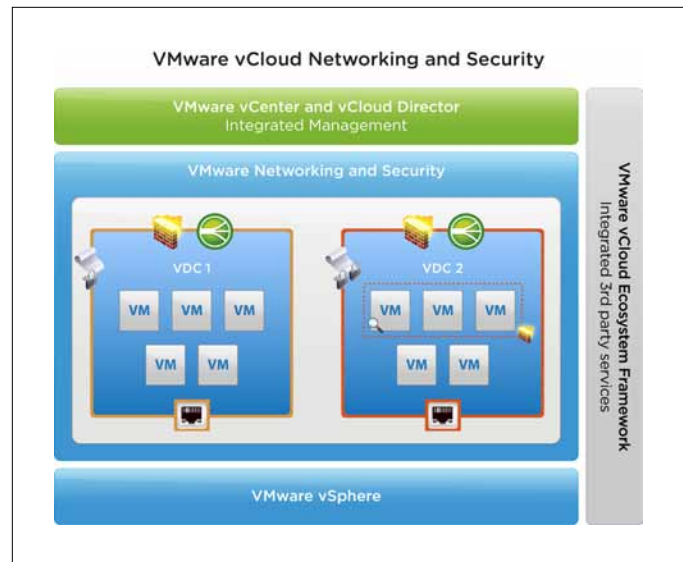 VMware vCloud Networking and Security
VMware vCenter and vCloud Director
Integrated Management
VMware Networking and Security
VDC 1
VM VM VM
VM VM
VDC 2
VM VM VM
VM VM
VMware vSphere
VMware vCloud Ecosystem Framework
Integrated 3rd party services